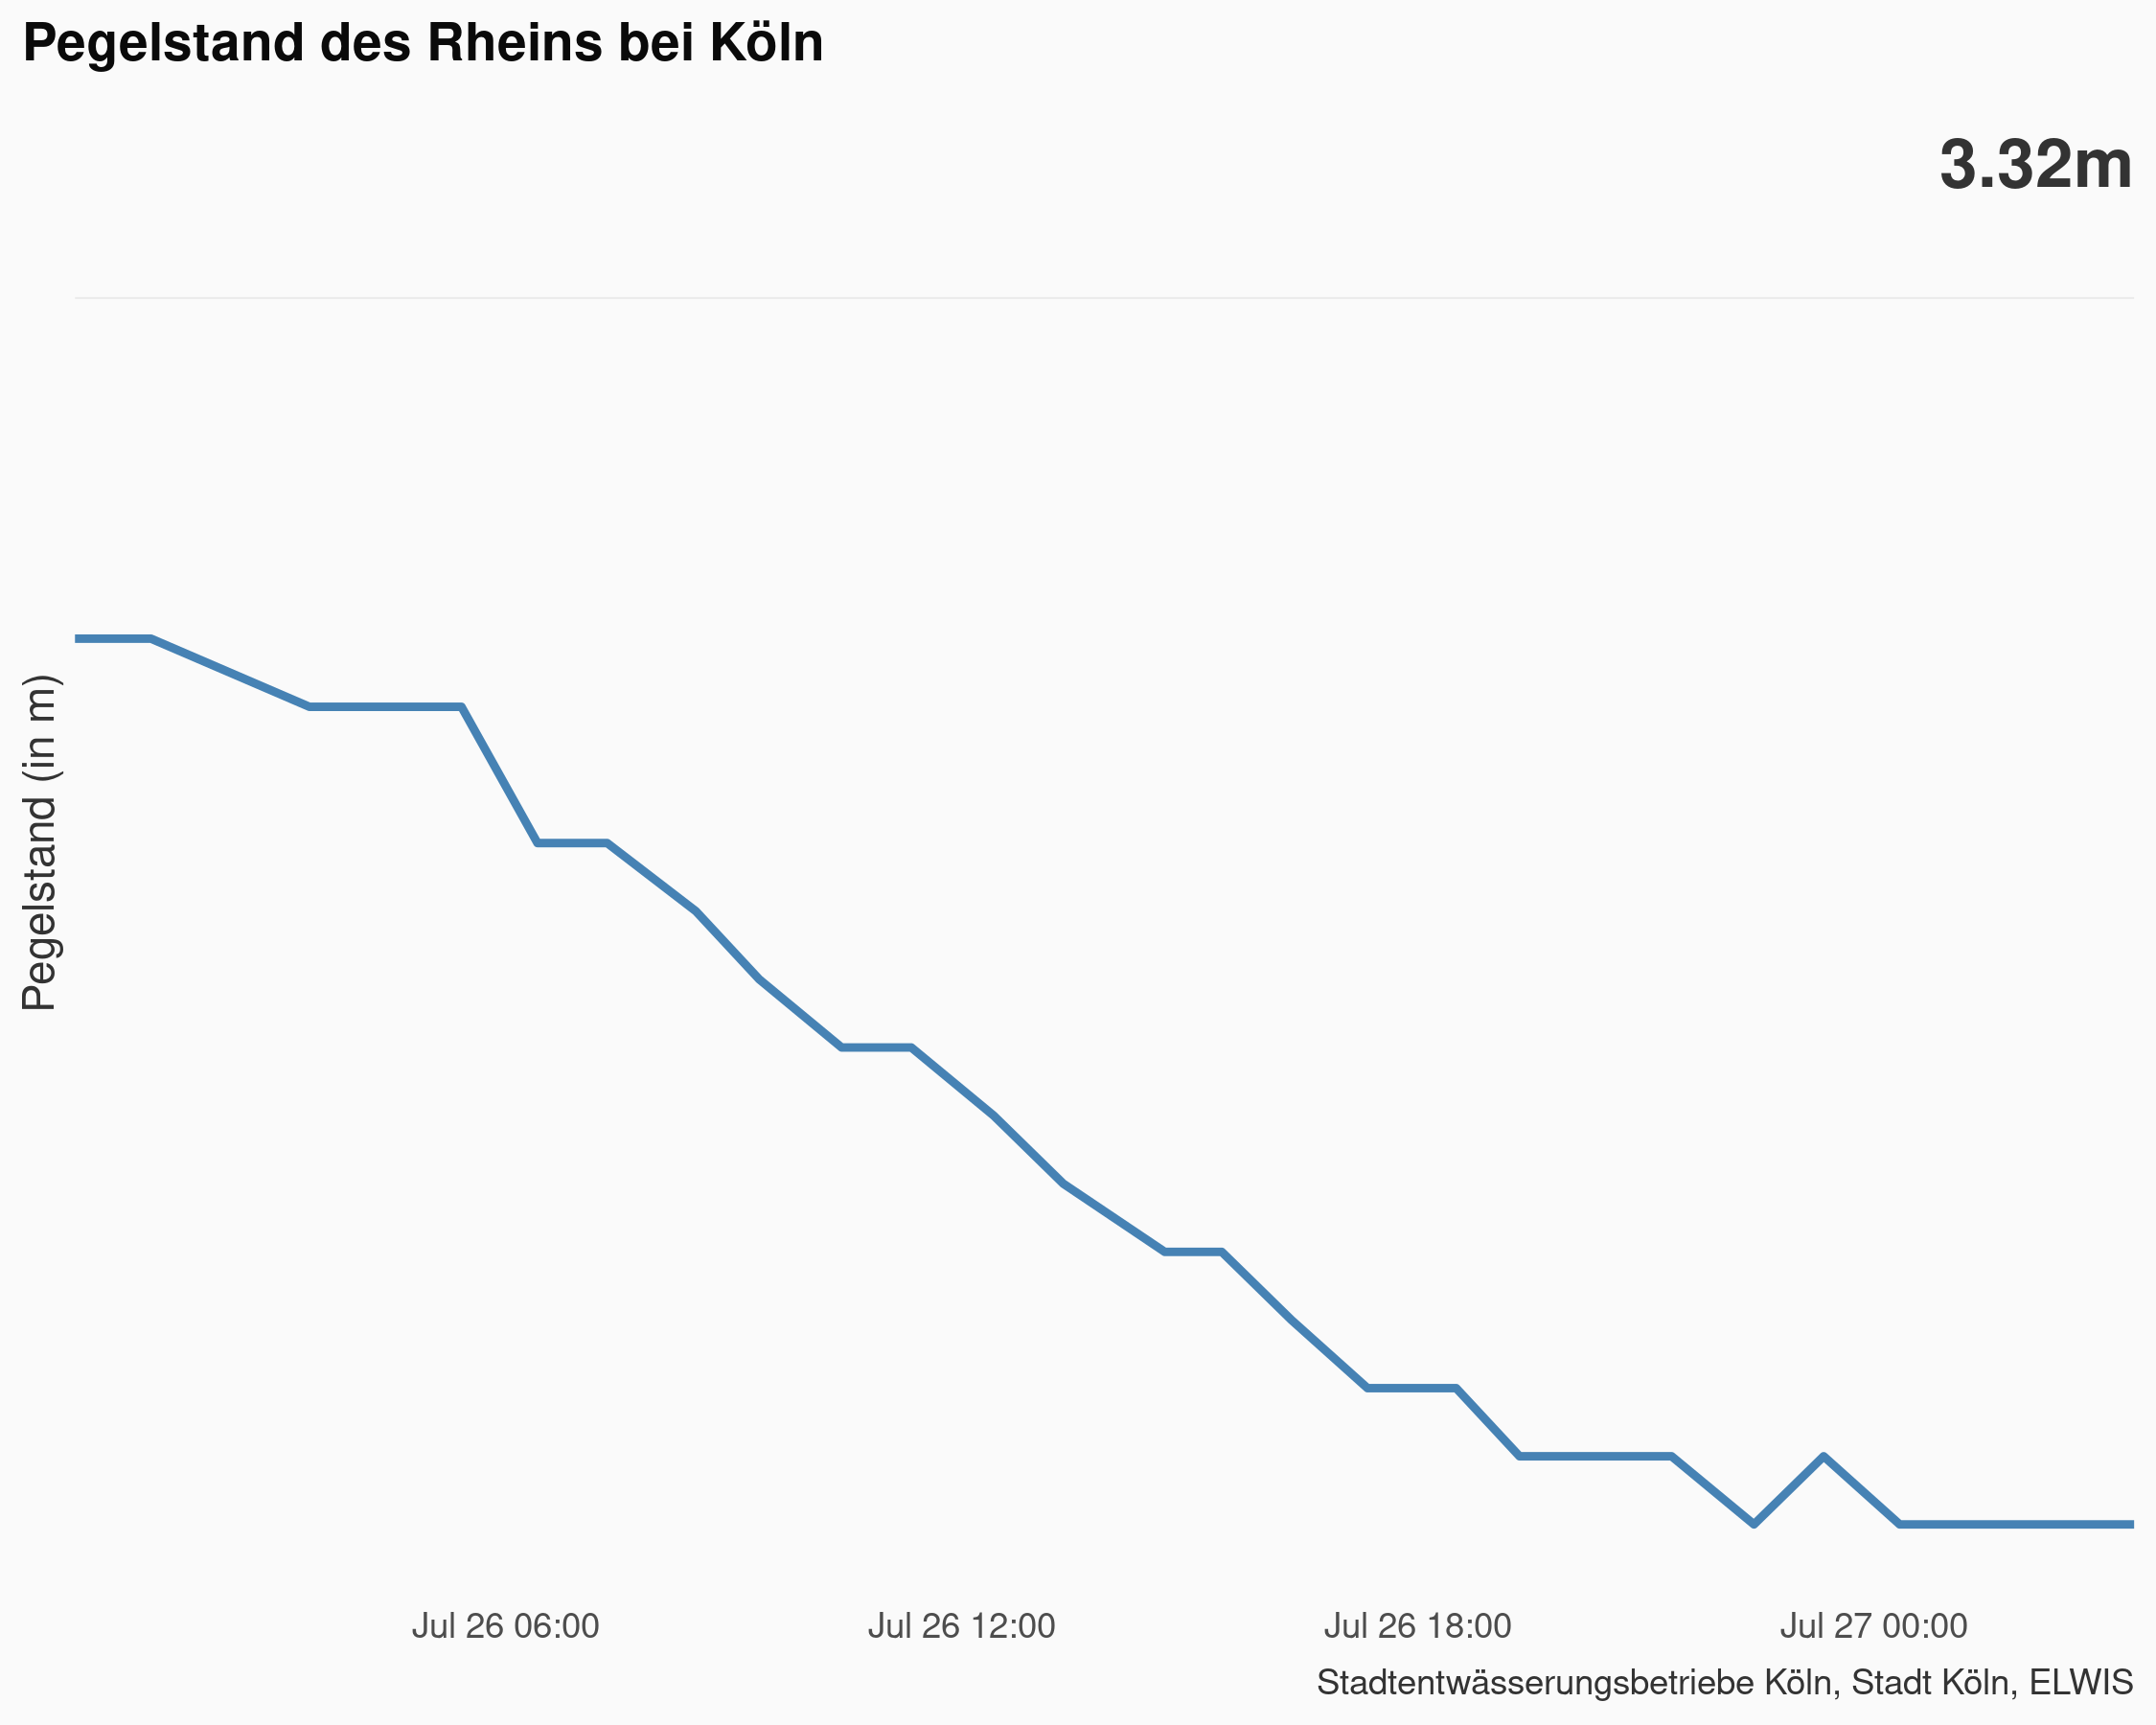 Pegelstand des Rheins bei Köln
3.32m
Pegelstand (in m)
Jul 26 06:00 Jul 26 12:00 Jul 26 18:00 Jul 27 00:00
Stadtentwässerungsbetriebe Köln, Stadt Köln, ELWIS